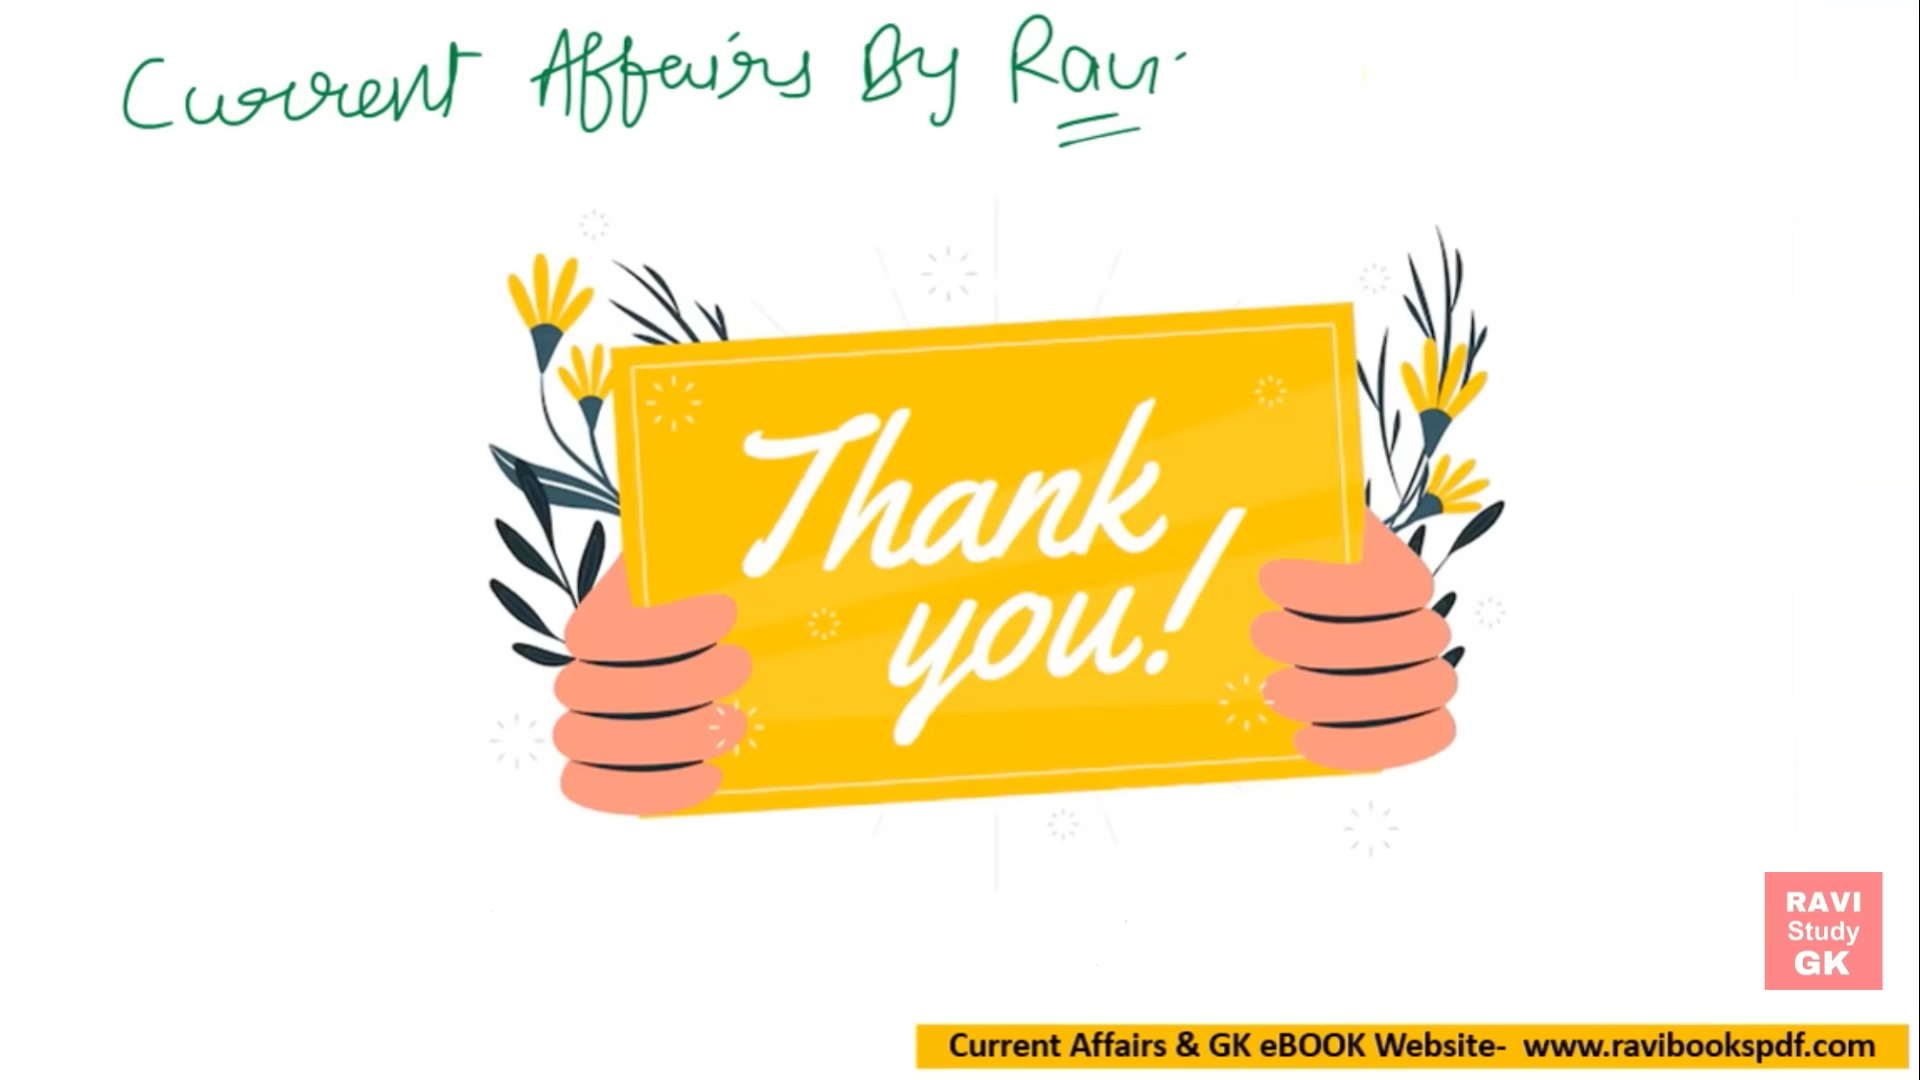 Current Affairs By Ravi
Thank
you!
RAVI
Study
GK
Current Affairs & GK eBOOK Website- www.ravibookspdf.com